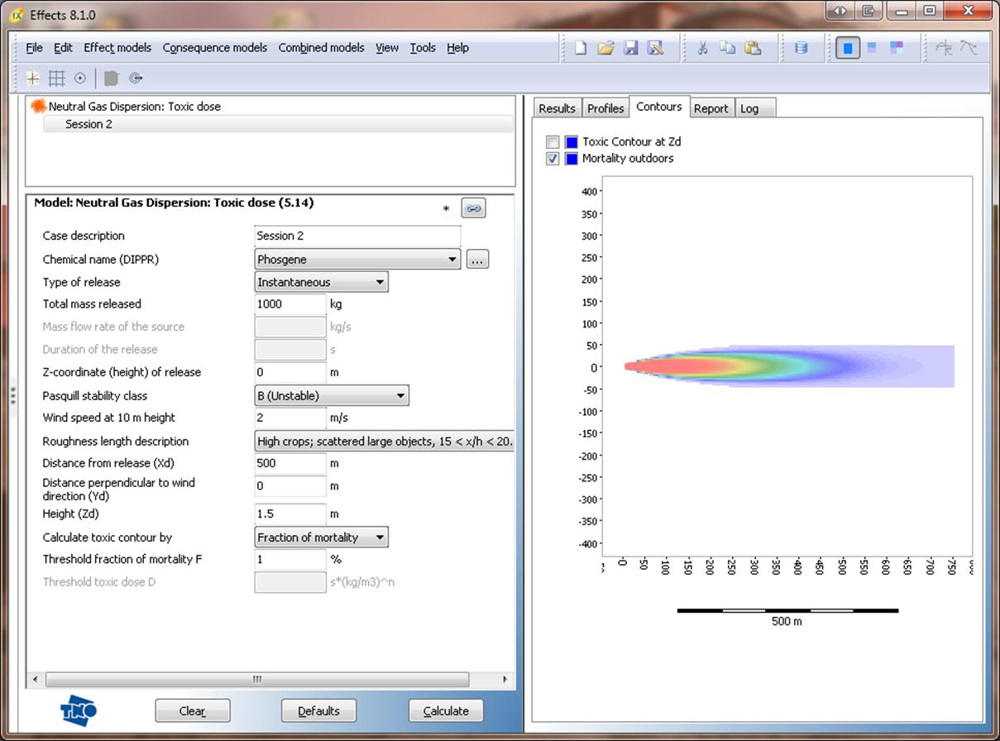 Effects 8.1.0
File Edit Effect models Consequence models Combined models View Tools Help
Neutral Gas Dispersion: Toxic dose
Session 2
Model: Neutral Gas Dispersion: Toxic dose (5.14) *
Case description Session 2
Chemical name (DIPPR) Phosgene ...
Type of release Instantaneous
Total mass released 1000 kg
Mass flow rate of the source kg/s
Duration of the release s
Z-coordinate (height) of release 0 m
Pasquill stability class B (Unstable)
Wind speed at 10 m height 2 m/s
Roughness length description High crops; scattered large objects, 15 < x/h < 20.
Distance from release (Xd) 500 m
Distance perpendicular to wind 0 m
direction (Yd)
Height (Zd) 1.5 m
Calculate toxic contour by Fraction of mortality
Threshold fraction of mortality F 1 %
Threshold toxic dose D s*(kg/m3)^n
TNO Clear Defaults Calculate
Results Profiles Contours Report Log
Toxic Contour at Zd
Mortality outdoors
400
350
300
250
200
150
100
50
0
-50
-100
-150
-200
-250
-300
-350
-400
0 50 100 150 200 250 300 350 400 450 500 550 600 650 700 750
500 m